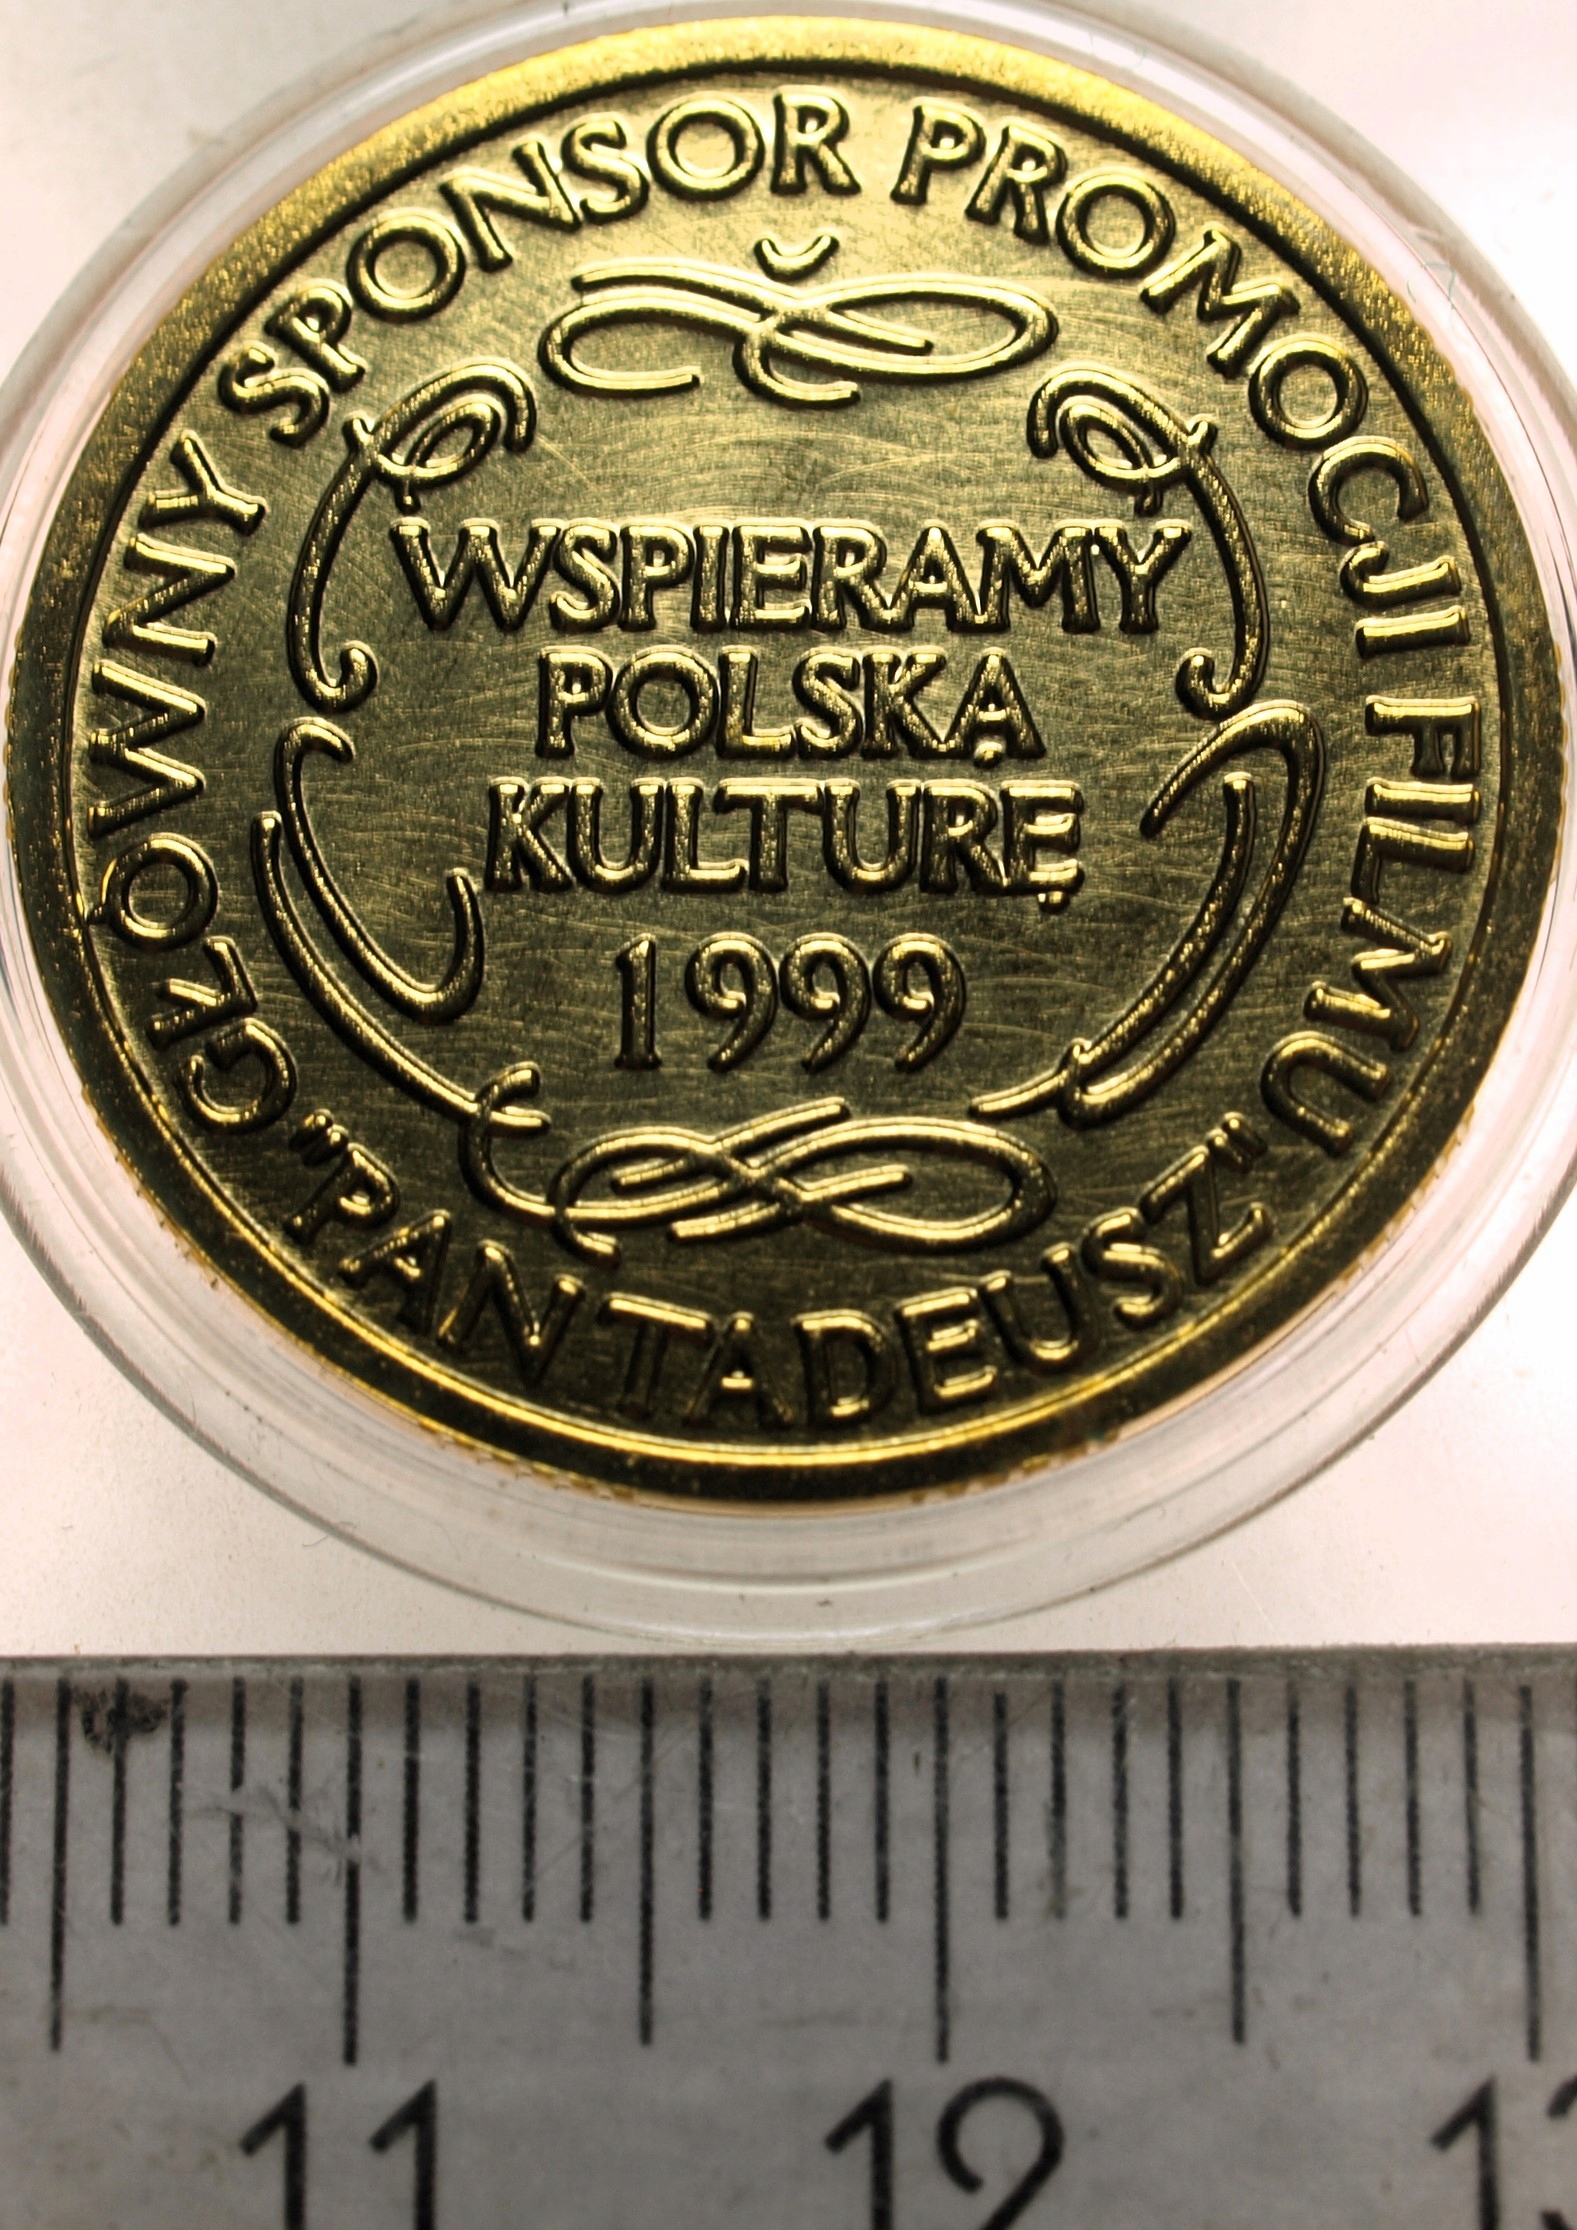 GŁÓWNY SPONSOR PROMOCJI FILMU
"PAN TADEUSZ"
WSPIERAMY
POLSKĄ
KULTURĘ
1999
11 12